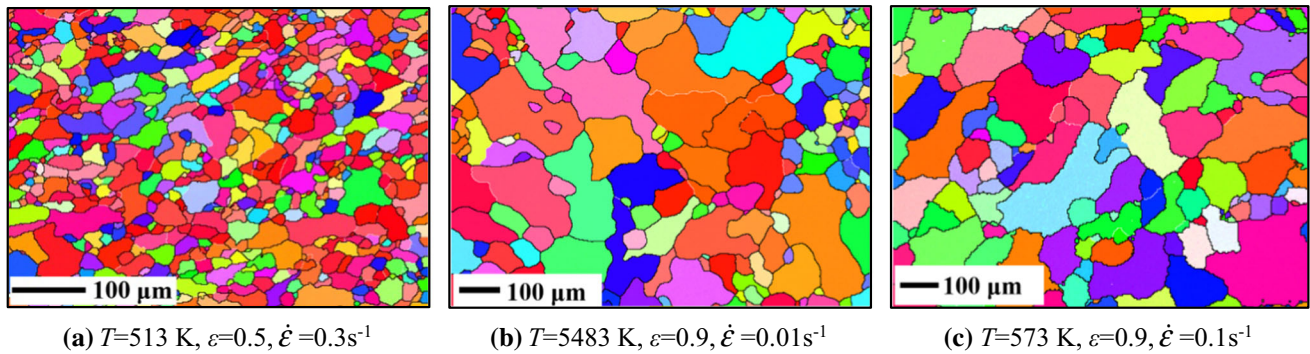 100 μm
100 μm
100 μm
(a) T=513 K, ε=0.5, ε̇ =0.3s⁻¹
(b) T=5483 K, ε=0.9, ε̇ =0.01s⁻¹
(c) T=573 K, ε=0.9, ε̇ =0.1s⁻¹